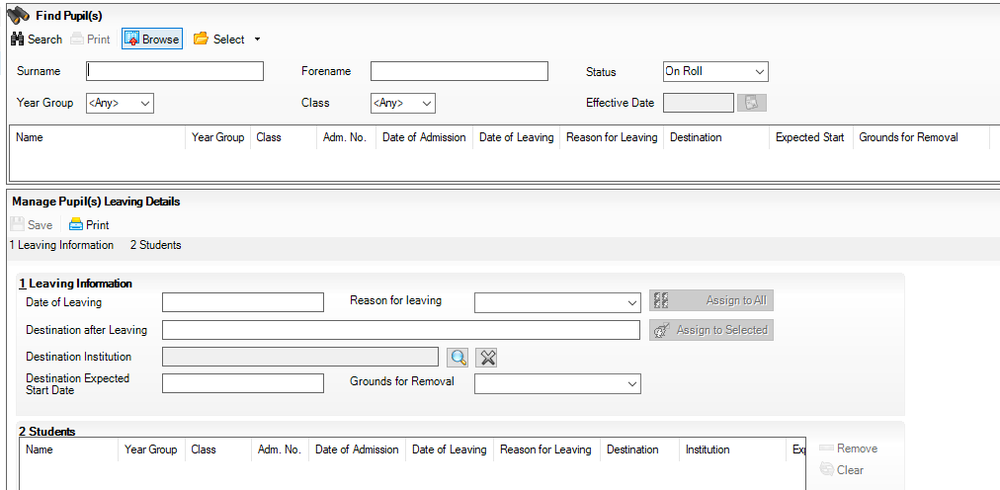 Find Pupil(s)
Search Print Browse Select
Surname Forename Status On Roll
Year Group <Any> Class <Any> Effective Date
Name Year Group Class Adm. No. Date of Admission Date of Leaving Reason for Leaving Destination Expected Start Grounds for Removal
Manage Pupil(s) Leaving Details
Save Print
1 Leaving Information 2 Students
1 Leaving Information
Date of Leaving Reason for leaving Assign to All
Destination after Leaving Assign to Selected
Destination Institution
Destination Expected Grounds for Removal
Start Date
2 Students
Name Year Group Class Adm. No. Date of Admission Date of Leaving Reason for Leaving Destination Institution Exp Remove
Clear